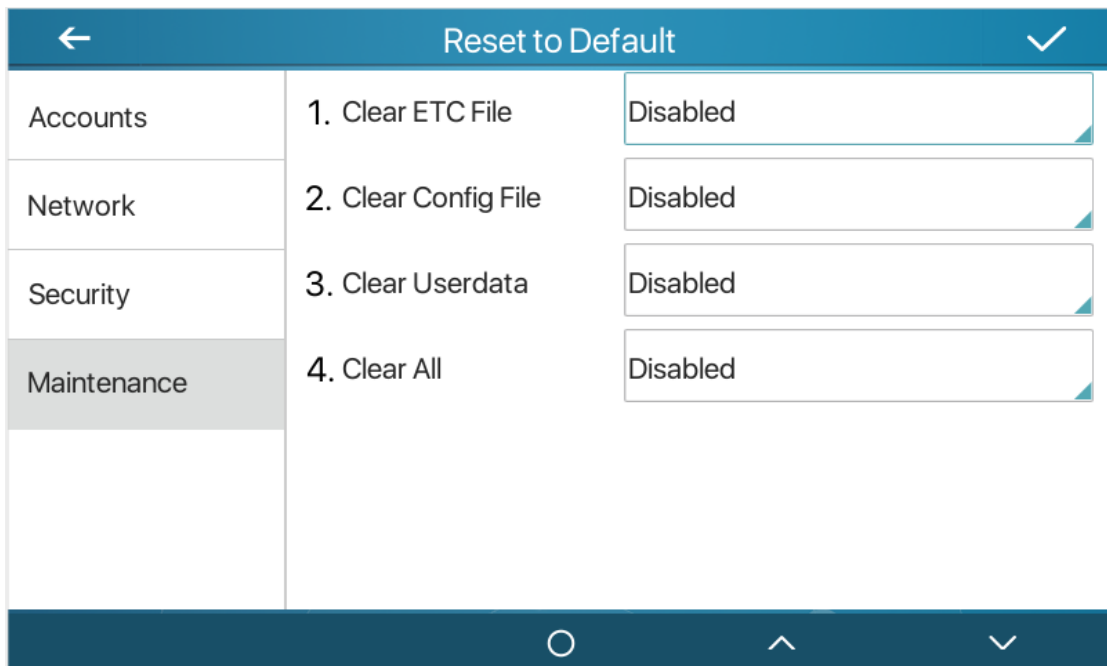 Reset to Default
Accounts
Network
Security
Maintenance
1. Clear ETC File Disabled
2. Clear Config File Disabled
3. Clear Userdata Disabled
4. Clear All Disabled